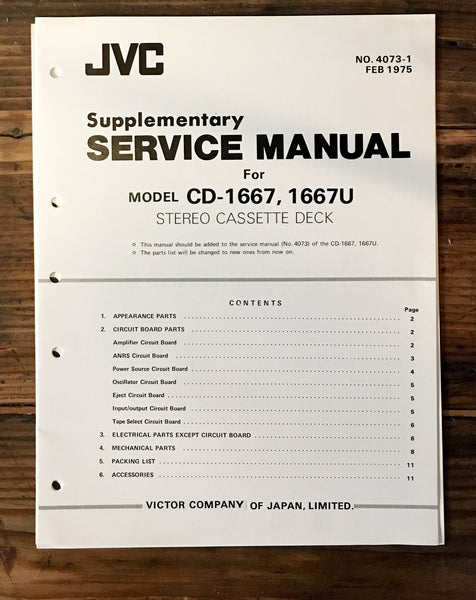 JVC
NO. 4073-1
FEB 1975
Supplementary
SERVICE MANUAL
For
MODEL CD-1667, 1667U
STEREO CASSETTE DECK
o This manual should be added to the service manual (No. 4073) of the CD-1667, 1667U.
o The parts list will be changed to new ones from now on.
CONTENTS
Page
1. APPEARANCE PARTS 2
2. CIRCUIT BOARD PARTS 2
Amplifier Circuit Board 2
ANRS Circuit Board 3
Power Source Circuit Board 4
Oscillator Circuit Board 5
Eject Circuit Board 5
Input/output Circuit Board 5
Tape Select Circuit Board 6
3. ELECTRICAL PARTS EXCEPT CIRCUIT BOARD 6
4. MECHANICAL PARTS 8
5. PACKING LIST 11
6. ACCESSORIES 11
VICTOR COMPANY OF JAPAN, LIMITED.